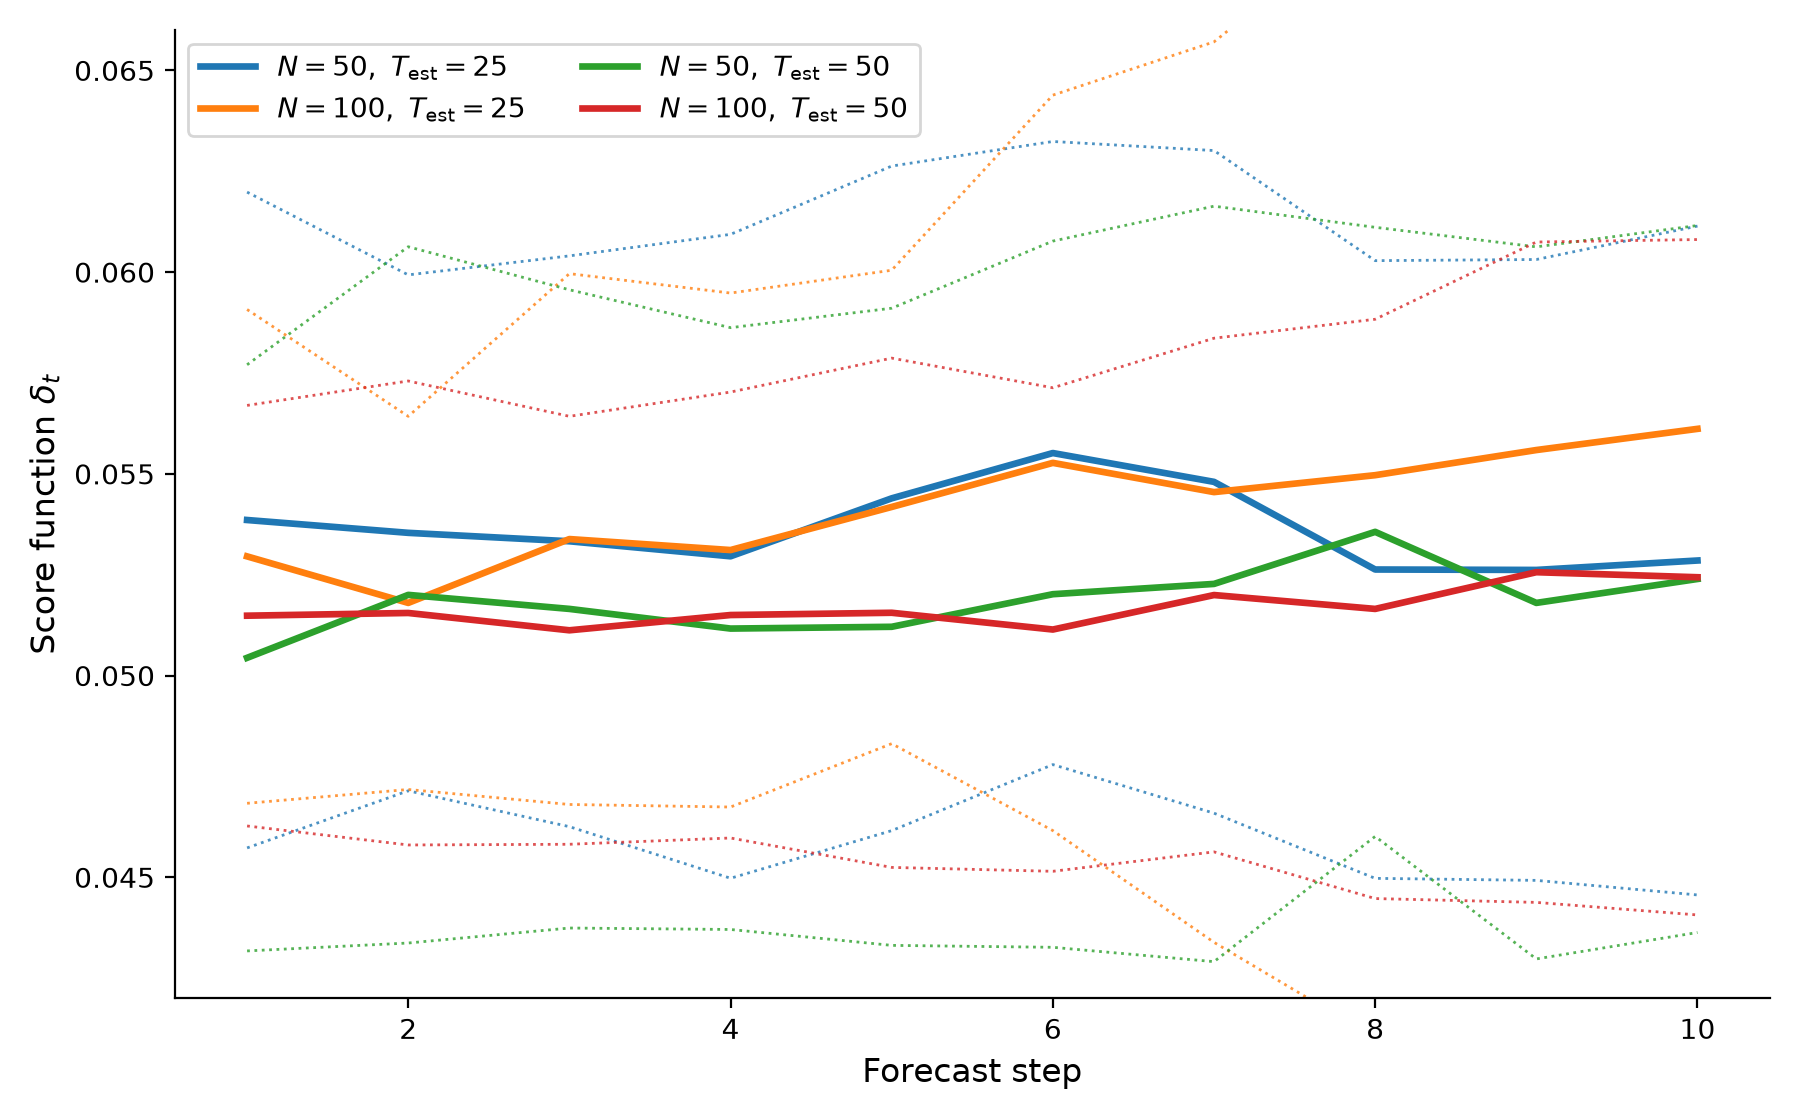 N = 50, T_est = 25
N = 100, T_est = 25
N = 50, T_est = 50
N = 100, T_est = 50
Score function δ_t
0.065
0.060
0.055
0.050
0.045
2 4 6 8 10
Forecast step